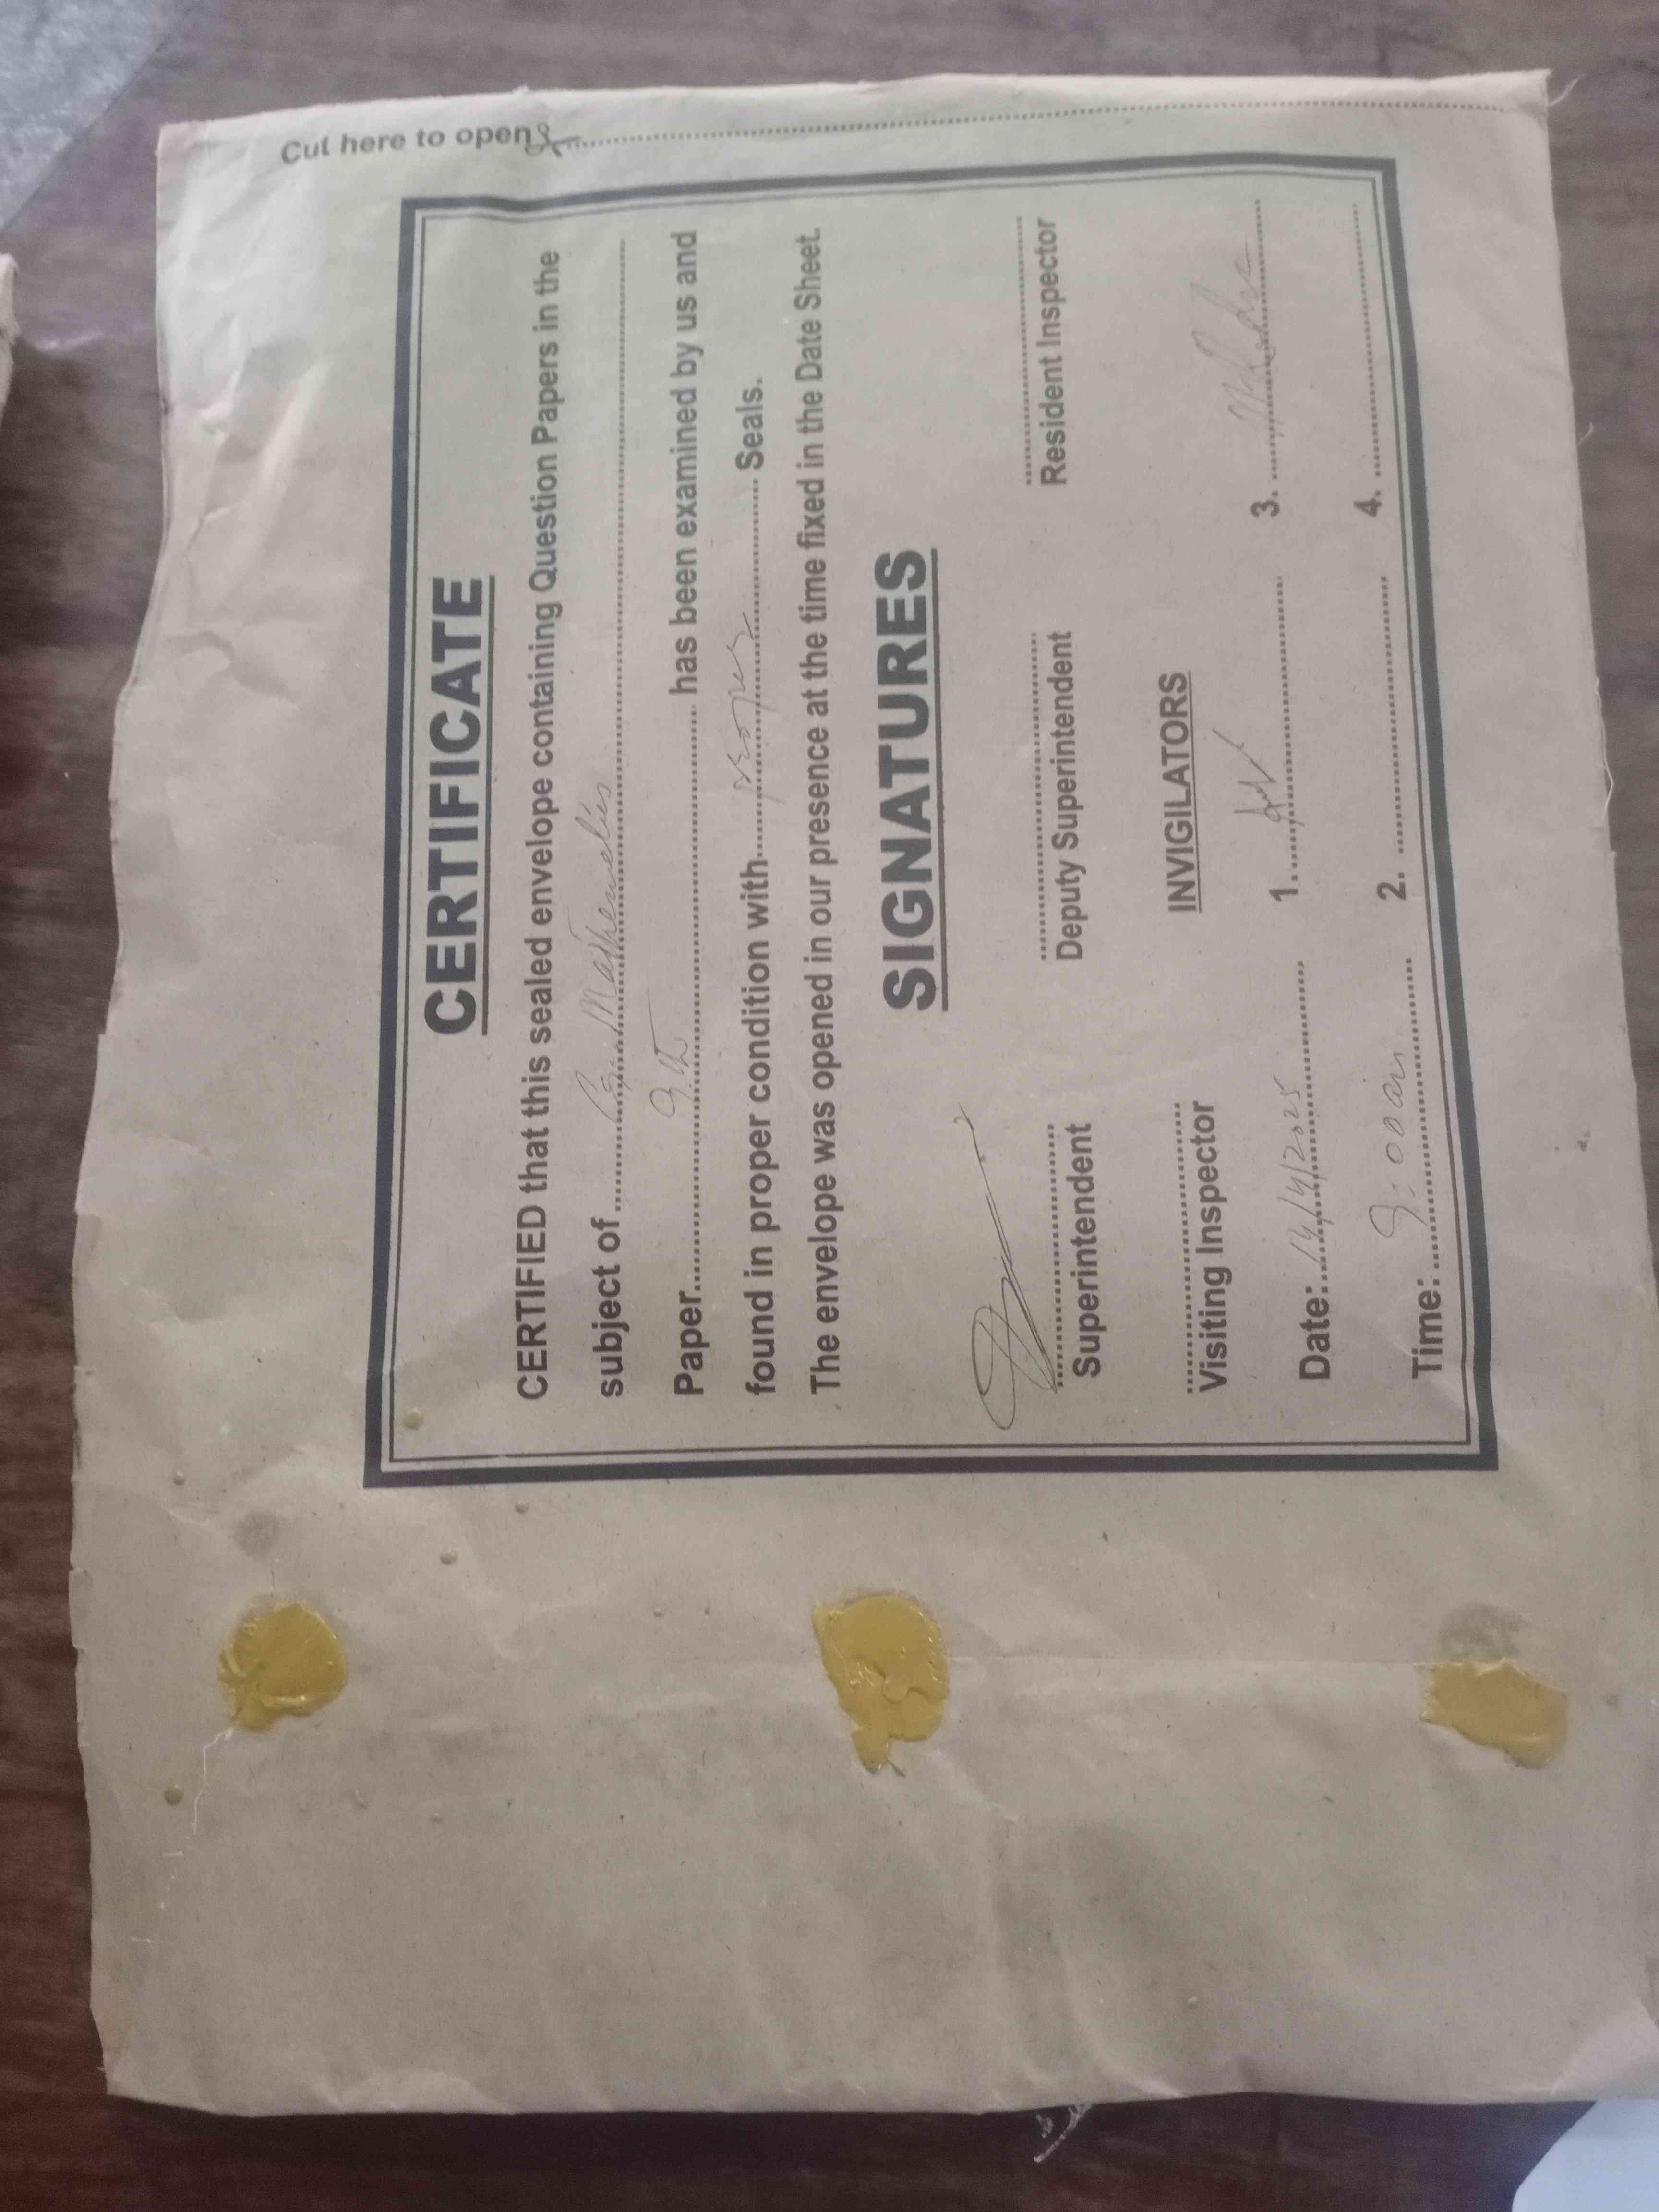 Cut here to open
CERTIFICATE
CERTIFIED that this sealed envelope containing Question Papers in the
subject of........G. Mathematics........
Paper........9th........ has been examined by us and
found in proper condition with........proper........ Seals.
The envelope was opened in our presence at the time fixed in the Date Sheet.
SIGNATURES
Superintendent Deputy Superintendent Resident Inspector
Visiting Inspector INVIGILATORS
Date: 14/4/2025 1. 3.
Time: 9:00am 2. 4.